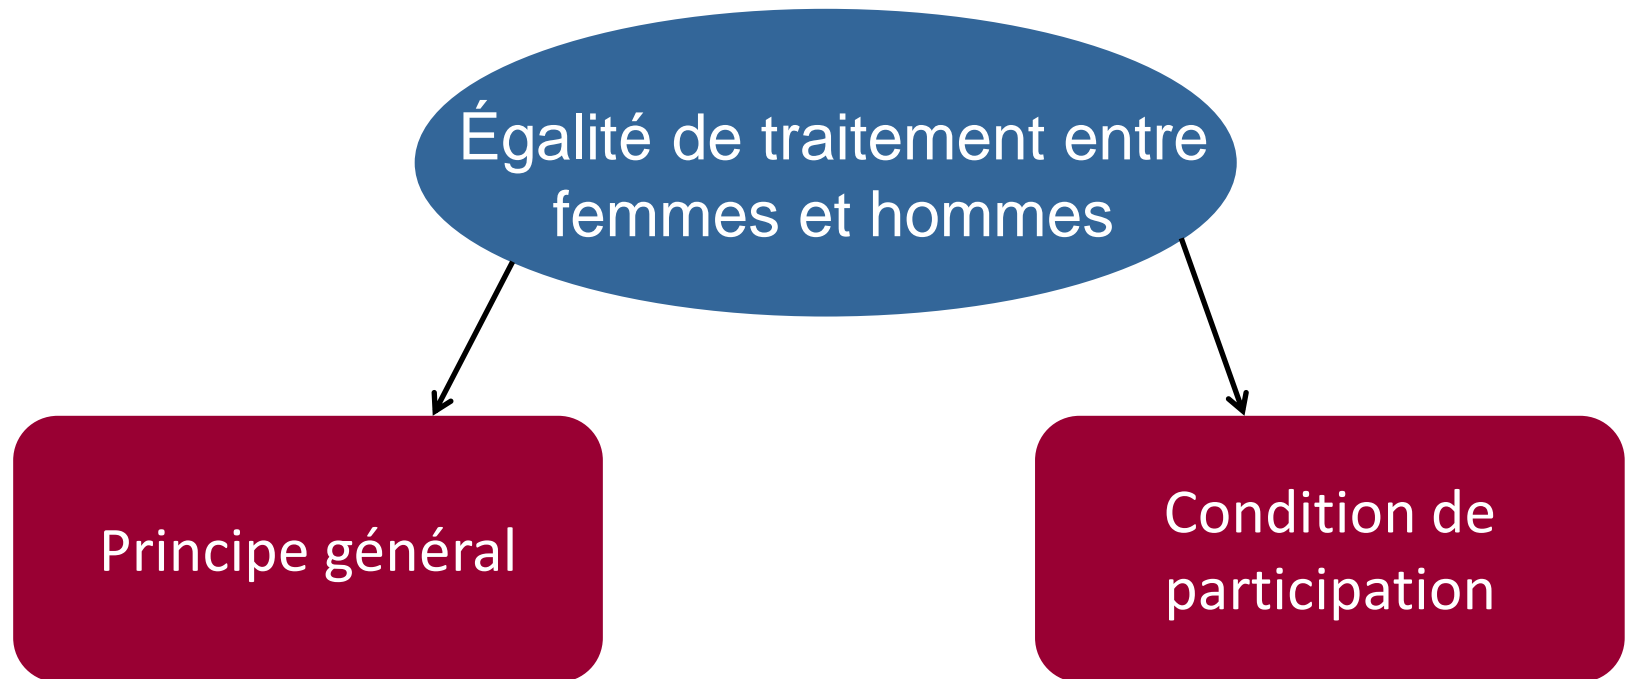 Égalité de traitement entre
femmes et hommes
Principe général
Condition de
participation